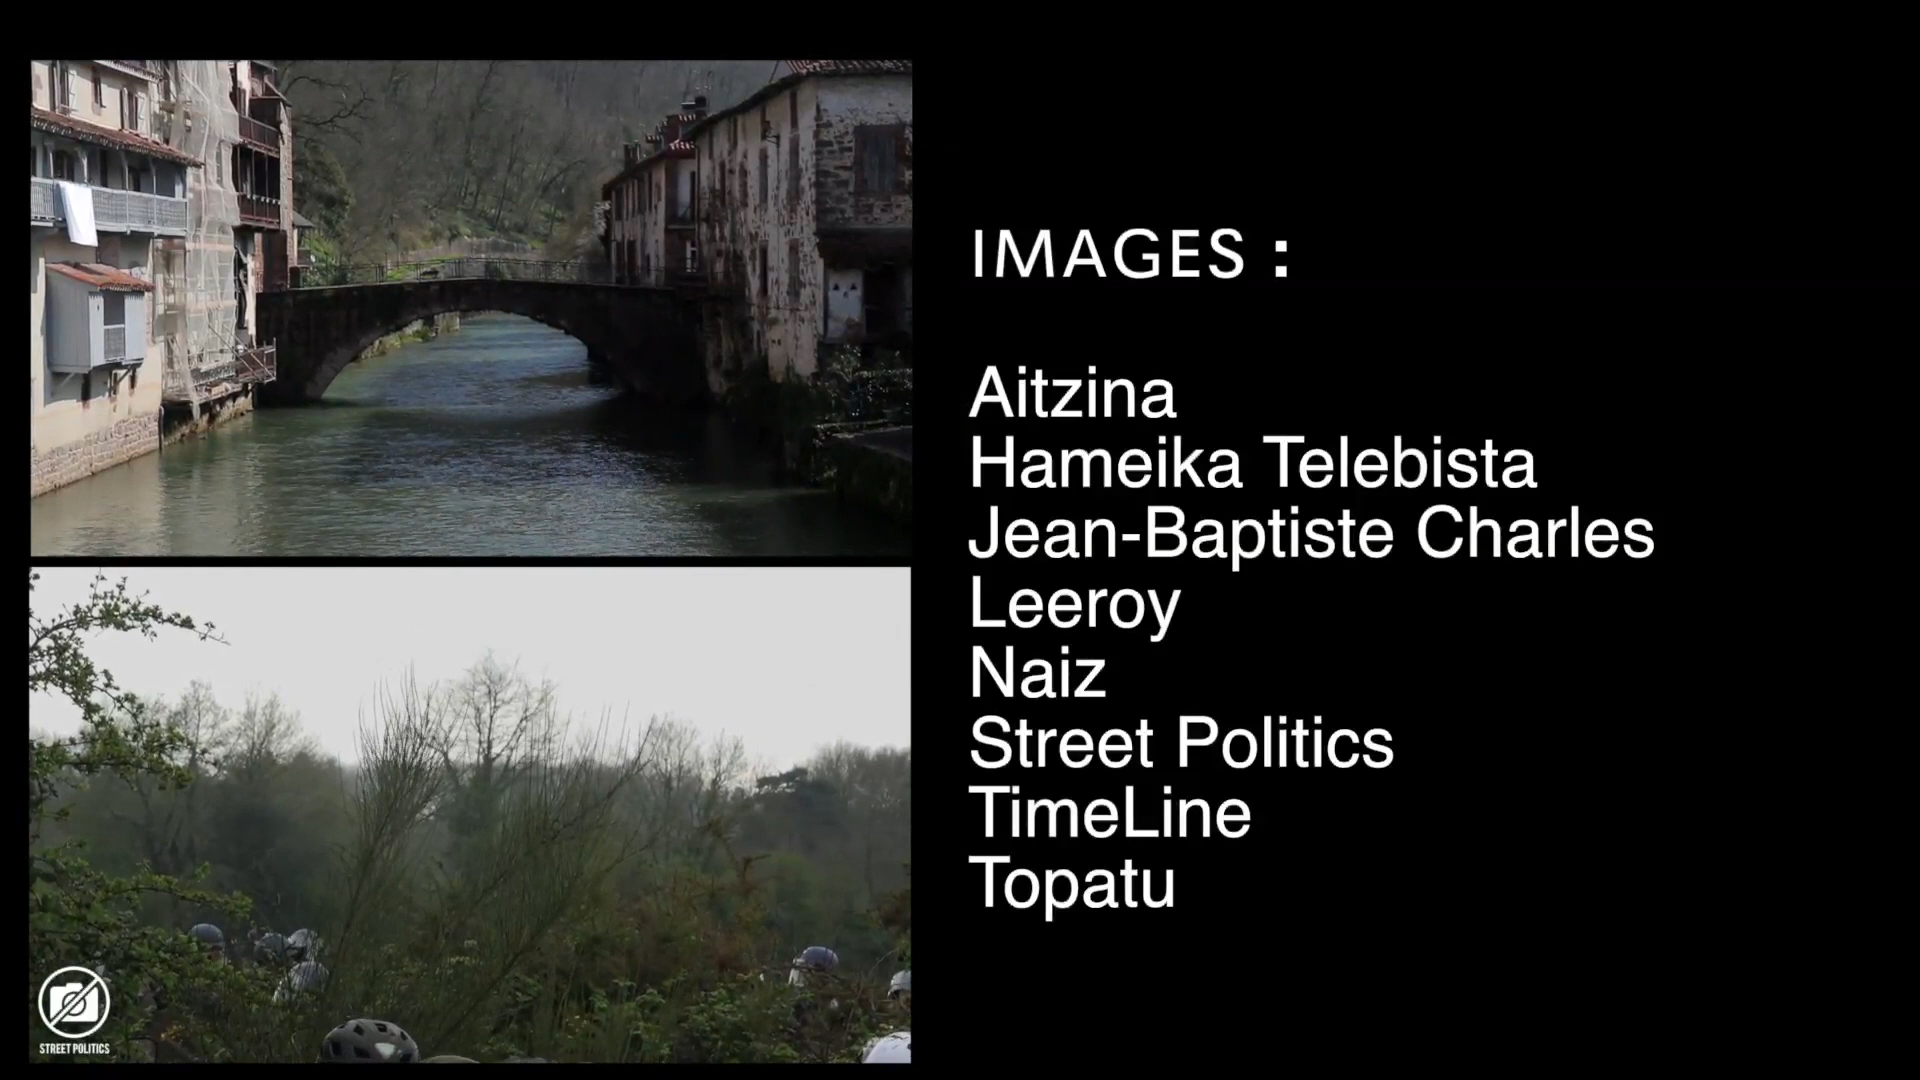 IMAGES :
Aitzina
Hameika Telebista
Jean-Baptiste Charles
Leeroy
Naiz
Street Politics
TimeLine
Topatu
STREET POLITICS